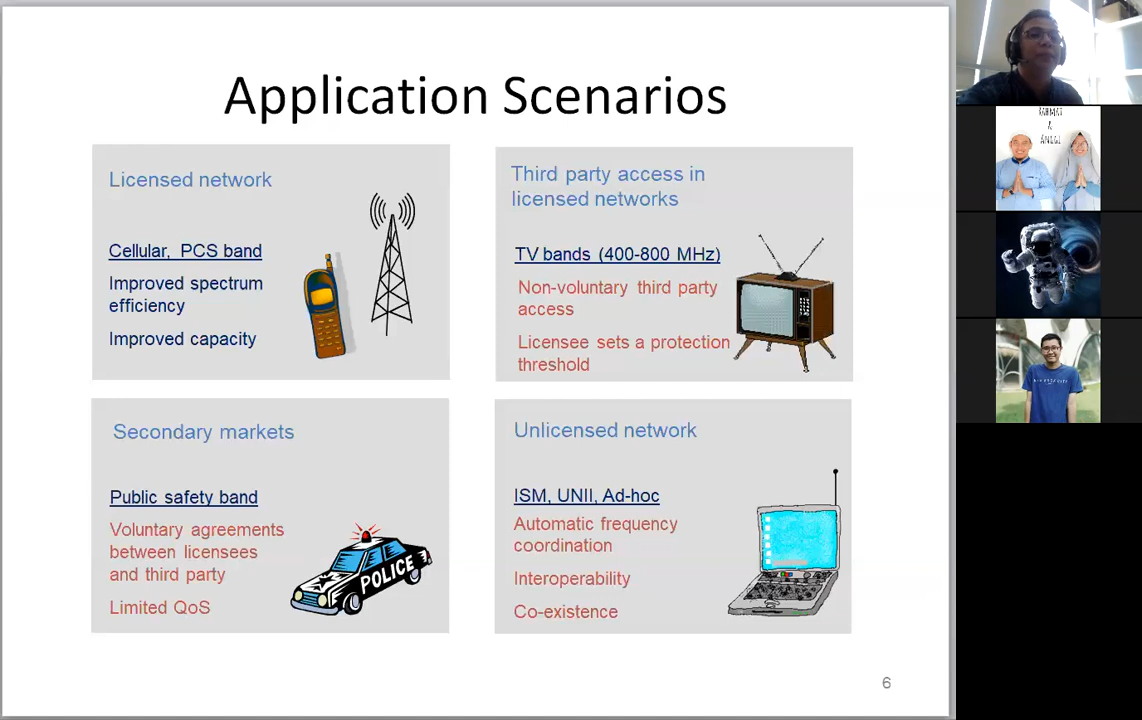 Application Scenarios
Licensed network
Cellular, PCS band
Improved spectrum
efficiency
Improved capacity
Third party access in
licensed networks
TV bands (400-800 MHz)
Non-voluntary third party
access
Licensee sets a protection
threshold
Secondary markets
Public safety band
Voluntary agreements
between licensees
and third party
Limited QoS
POLICE
Unlicensed network
ISM, UNII, Ad-hoc
Automatic frequency
coordination
Interoperability
Co-existence
6
RAHMAT
&
ANGGI